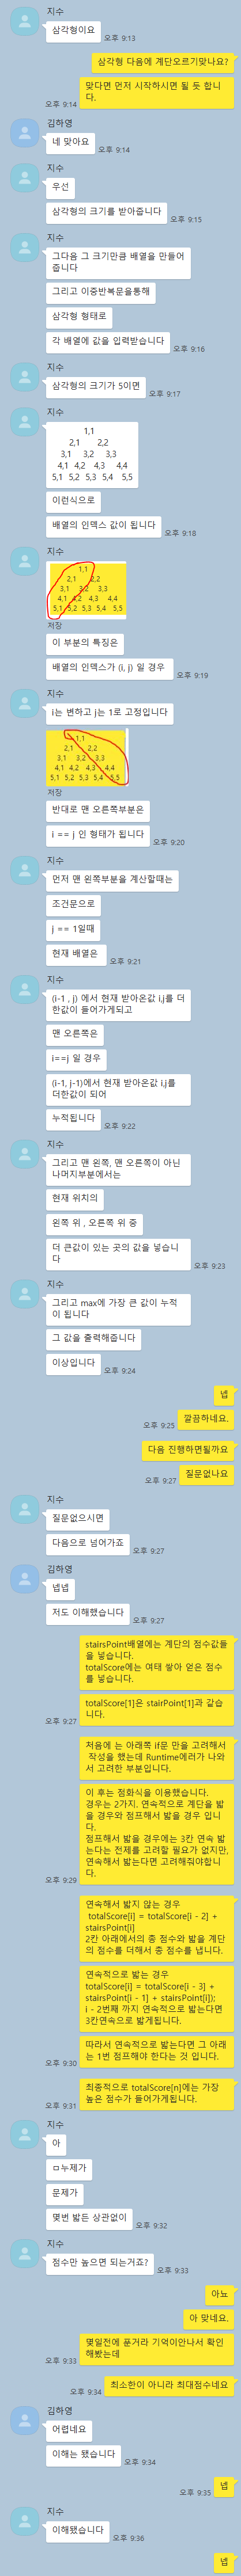 지수
삼각형이요
오후 9:13
삼각형 다음에 계단오르기맞나요?
맞다면 먼저 시작하시면 될 듯 합니
다.
오후 9:14
김하영
네 맞아요
오후 9:14
지수
우선
삼각형의 크기를 받아줍니다
오후 9:15
지수
그다음 그 크기만큼 배열을 만들어
줍니다
그리고 이중반복문을통해
삼각형 형태로
각 배열에 값을 입력받습니다
오후 9:16
지수
삼각형의 크기가 5이면
오후 9:17
지수
1,1
2,1 2,2
3,1 3,2 3,3
4,1 4,2 4,3 4,4
5,1 5,2 5,3 5,4 5,5
이런식으로
배열의 인덱스 값이 됩니다
오후 9:18
지수
1,1
2,1 2,2
3,1 3,2 3,3
4,1 4,2 4,3 4,4
5,1 5,2 5,3 5,4 5,5
저장
이 부분의 특징은
배열의 인덱스가 (i, j) 일 경우
오후 9:19
지수
i는 변하고 j는 1로 고정입니다
1,1
2,1 2,2
3,1 3,2 3,3
4,1 4,2 4,3 4,4
5,1 5,2 5,3 5,4 5,5
저장
반대로 맨 오른쪽부분은
i == j 인 형태가 됩니다
오후 9:20
지수
먼저 맨 왼쪽부분을 계산할때는
조건문으로
j == 1일때
현재 배열은
오후 9:21
지수
(i-1 , j) 에서 현재 받아온값 i,j를 더
한값이 들어가게되고
맨 오른쪽은
i==j 일 경우
(i-1, j-1)에서 현재 받아온값 i,j를
더한값이 되어
누적됩니다
오후 9:22
지수
그리고 맨 왼쪽, 맨 오른쪽이 아닌
나머지부분에서는
현재 위치의
왼쪽 위 , 오른쪽 위 중
더 큰값이 있는 곳의 값을 넣습니
다
오후 9:23
지수
그리고 max에 가장 큰 값이 누적
이 됩니다
그 값을 출력해줍니다
이상입니다
오후 9:24
넵
깔끔하네요.
오후 9:25
다음 진행하면될까요
질문없나요
오후 9:27
지수
질문없으시면
다음으로 넘어가죠
오후 9:27
김하영
넵넵
저도 이해했습니다
오후 9:27
stairsPoint배열에는 계단의 점수값들
을 넣습니다.
totalScore에는 여태 쌓아 얻은 점수
를 넣습니다.
totalScore[1]은 stairPoint[1]과 같습니
다.
오후 9:27
처음에 는 아래쪽 if문 만을 고려해서
작성을 했는데 Runtime에러가 나와
서 고려한 부분입니다.
이 후는 점화식을 이용했습니다.
경우는 2가지. 연속적으로 계단을 밟
을 경우와 점프해서 밟을 경우 입니
다.
점프해서 밟을 경우에는 3칸 연속 밟
는다는 전제를 고려할 필요가 없지만,
연속해서 밟는다면 고려해줘야합니
다.
오후 9:29
연속해서 밟지 않는 경우
totalScore[i] = totalScore[i - 2] +
stairsPoint[i]
2칸 아래에서의 총 점수와 밟을 계단
의 점수를 더해서 총 점수를 냅니다.
연속적으로 밟는 경우
totalScore[i] = totalScore[i - 3] +
stairsPoint[i - 1] + stairsPoint[i]);
i - 2번째 까지 연속적으로 밟는다면
3칸연속으로 밟게됩니다.
따라서 연속적으로 밟는다면 그 아래
는 1번 점프해야 한다는 것 입니다.
오후 9:30
최종적으로 totalScore[n]에는 가장
높은 점수가 들어가게됩니다.
오후 9:31
지수
아
ㅁ누제가
문제가
몇번 밟든 상관없이
오후 9:32
지수
점수만 높으면 되는거죠?
오후 9:33
아뇨
아 맞네요.
몇일전에 푼거라 기억이안나서 확인
해봤는데
오후 9:33
최소한이 아니라 최대점수네요
오후 9:34
김하영
어렵네요
이해는 됐습니다
오후 9:34
넵
오후 9:35
지수
이해됐습니다
오후 9:36
넵